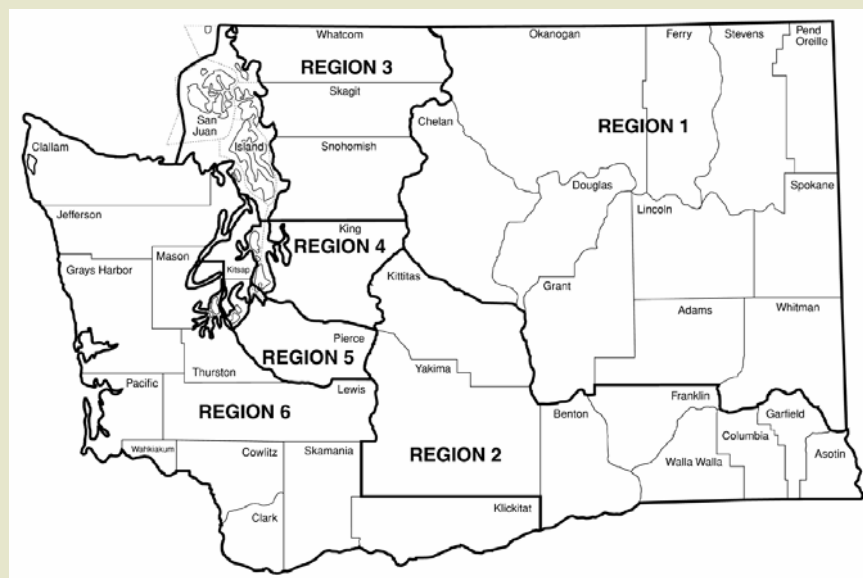 Whatcom
Okanogan
Ferry
Stevens
Pend
Oreille
REGION 3
Skagit
San
Juan
Island
Chelan
REGION 1
Clallam
Snohomish
Douglas
Spokane
Jefferson
Lincoln
King
REGION 4
Mason
Grays Harbor
Kitsap
Kittitas
Grant
Adams
Whitman
Pierce
REGION 5
Thurston
Yakima
Pacific
Lewis
REGION 6
Franklin
Benton
Garfield
Columbia
Wahkiakum
Cowlitz
Skamania
REGION 2
Walla Walla
Asotin
Klickitat
Clark